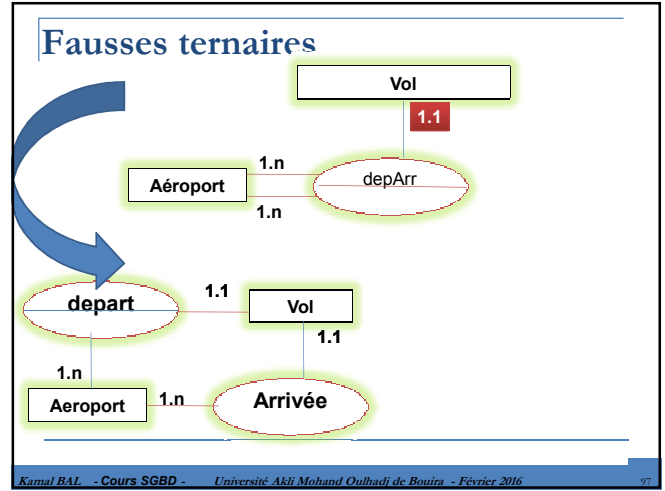 Fausses ternaires
Vol
1.1
1.n
Aéroport
depArr
1.n
depart
1.1
Vol
1.1
1.n
Aeroport
1.n
Arrivée
Kamal BAL - Cours SGBD - Université Akli Mohand Oulhadj de Bouira - Février 2016 97